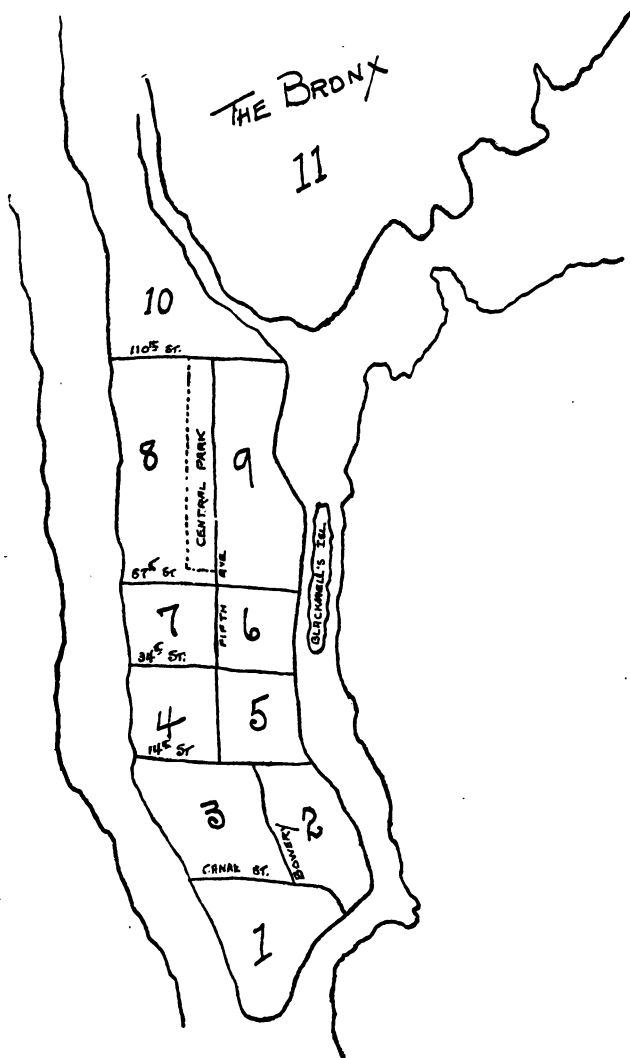 THE BRONX
11
10
110TH ST.
8
CENTRAL PARK
9
57TH ST
AVE
BLACKWELL'S ISL.
7
FIFTH
6
34TH ST.
4
5
14TH ST
3
BOWERY
2
CANAL ST.
1